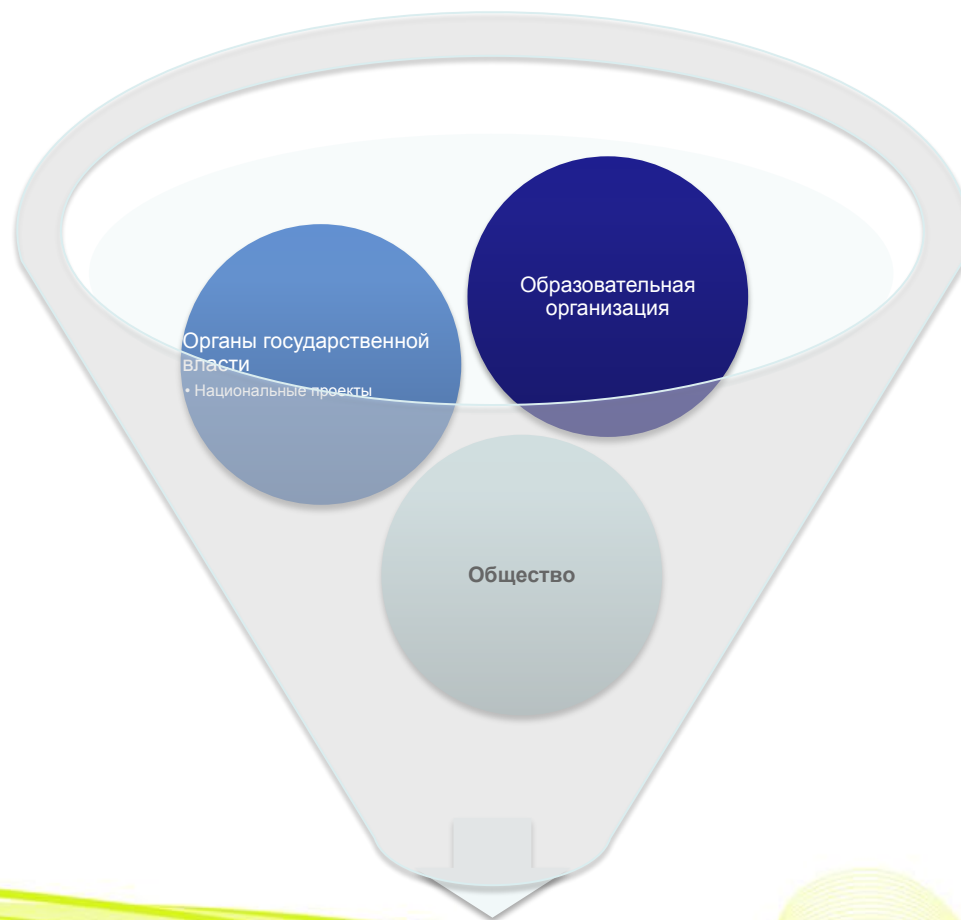 Образовательная
организация
Органы государственной
власти
• Национальные проекты
Общество